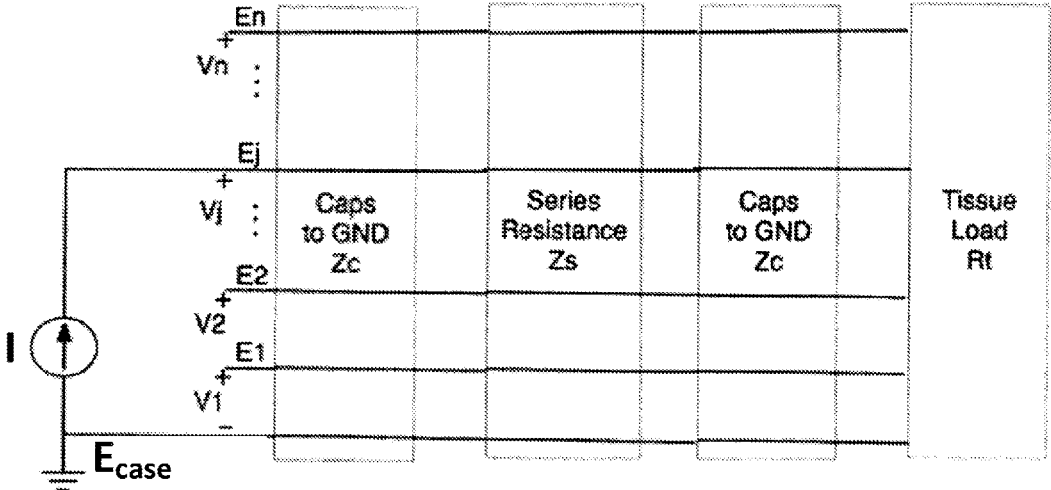 En
+
Vn
⋮
Ej
+
Vj
⋮
Caps
to GND
Zc
Series
Resistance
Zs
Caps
to GND
Zc
Tissue
Load
Rt
E2
+
V2
I
E1
+
V1
−
Ecase